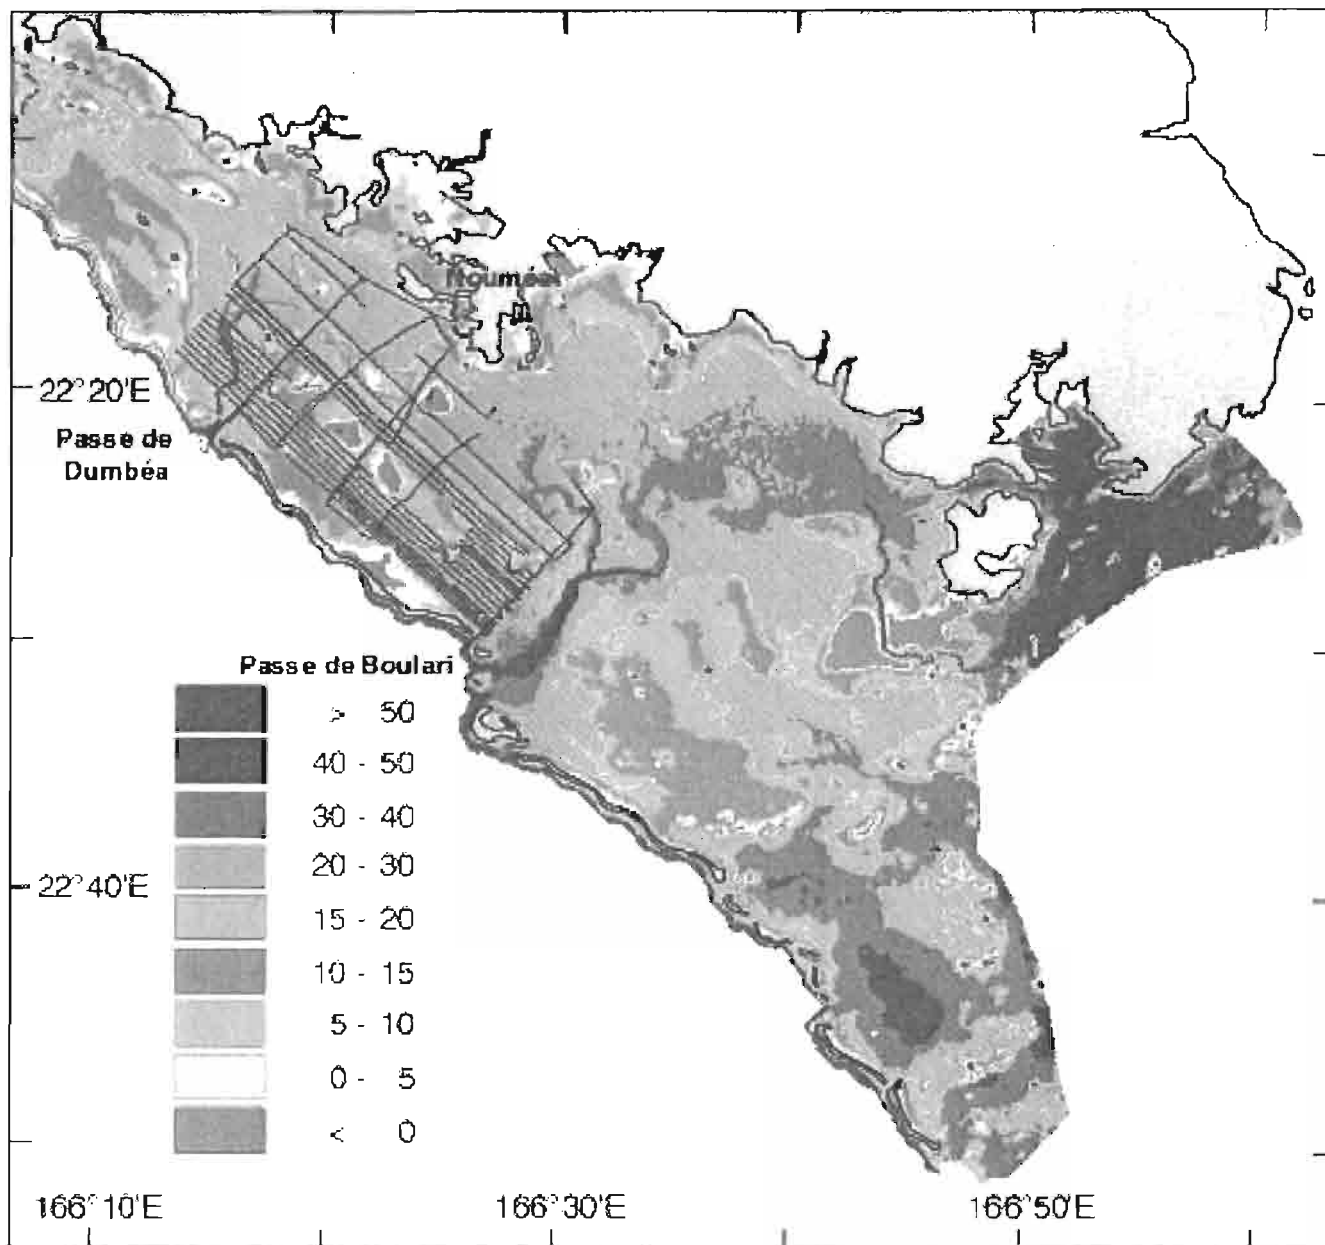 Nouméa
22°20'E
Passe de
Dumbéa
Passe de Boulari
> 50
40 - 50
30 - 40
20 - 30
15 - 20
10 - 15
5 - 10
0 - 5
< 0
22°40'E
166°10'E
166°30'E
166°50'E